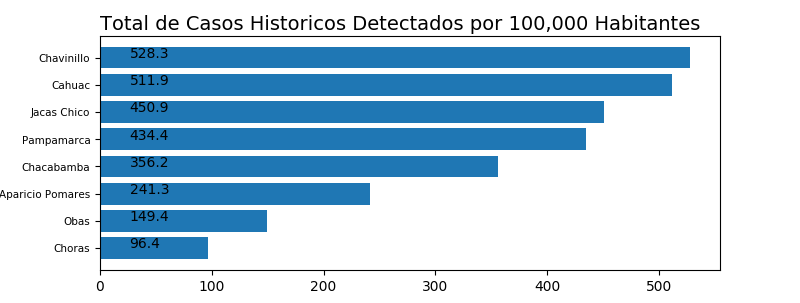 Total de Casos Historicos Detectados por 100,000 Habitantes
Chavinillo 528.3
Cahuac 511.9
Jacas Chico 450.9
Pampamarca 434.4
Chacabamba 356.2
Aparicio Pomares 241.3
Obas 149.4
Choras 96.4
0 100 200 300 400 500